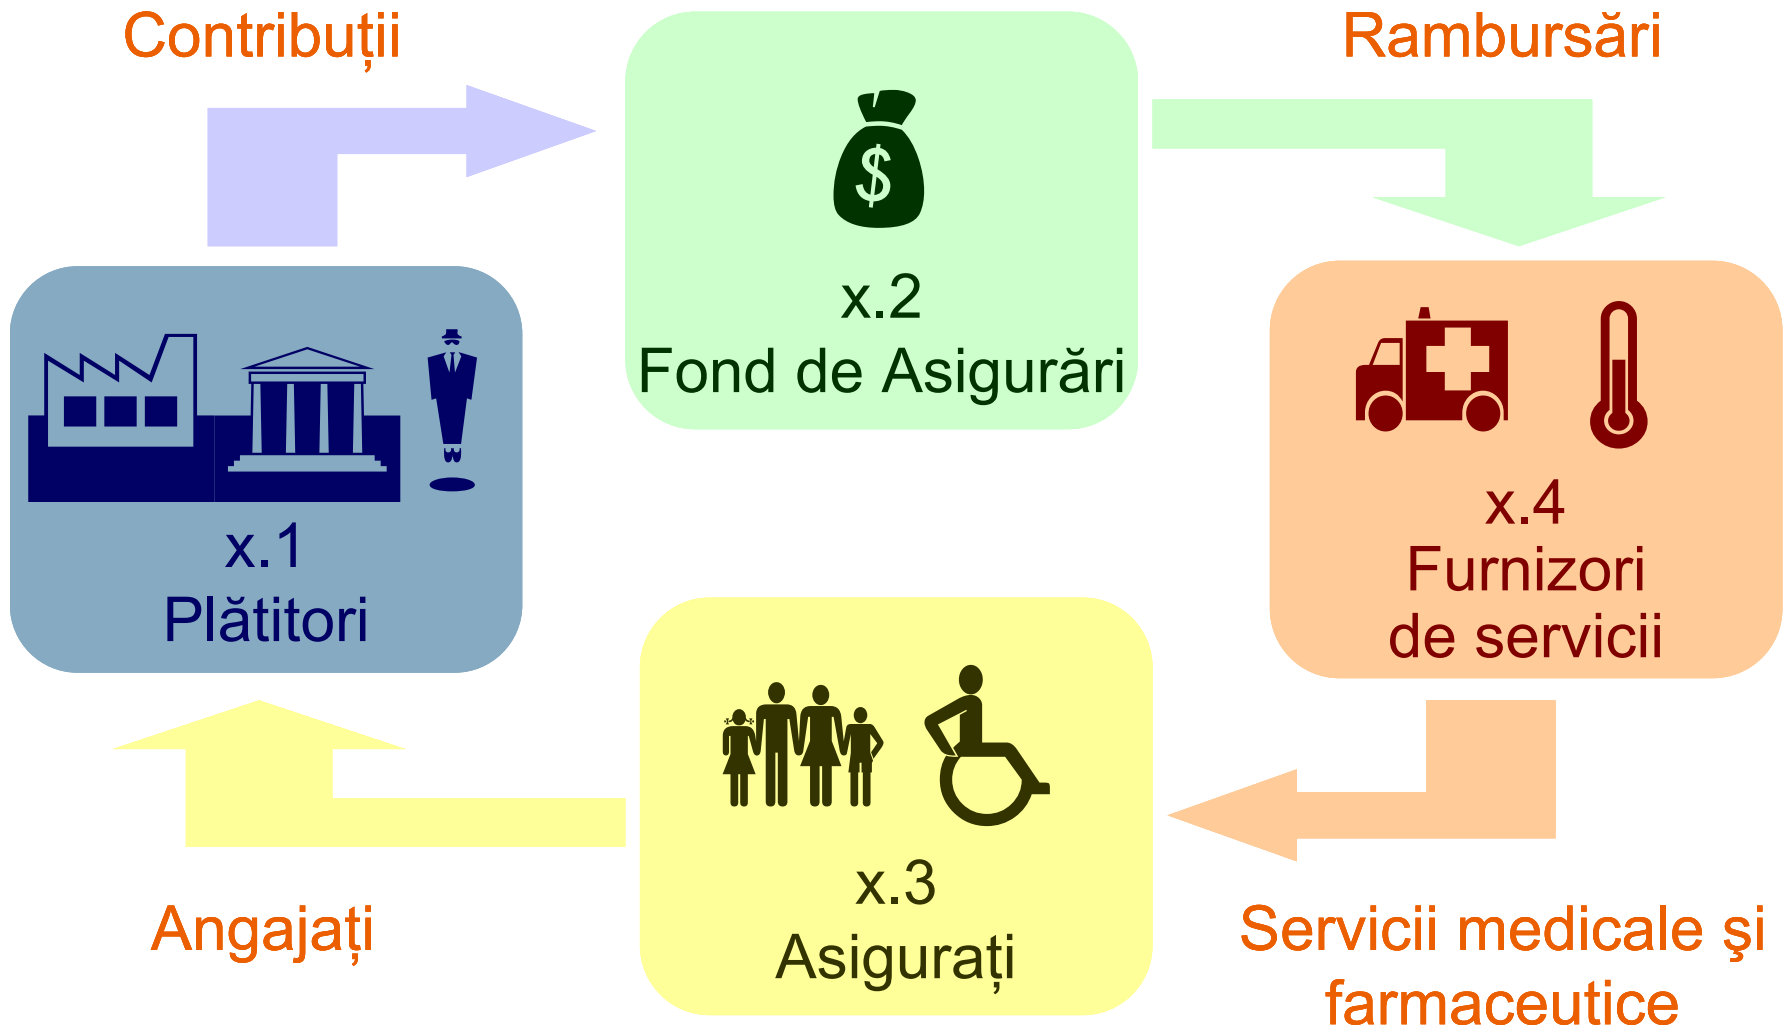 Contribuții
Rambursări
$
x.2
Fond de Asigurări
x.1
Plătitori
x.4
Furnizori
de servicii
x.3
Asigurați
Angajați
Servicii medicale şi
farmaceutice